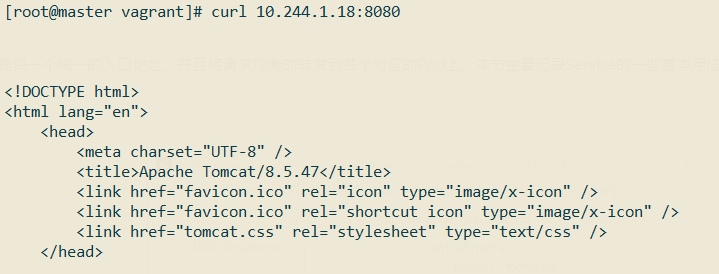 [root@master vagrant]# curl 10.244.1.18:8080
<!DOCTYPE html>
<html lang="en">
    <head>
        <meta charset="UTF-8" />
        <title>Apache Tomcat/8.5.47</title>
        <link href="favicon.ico" rel="icon" type="image/x-icon" />
        <link href="favicon.ico" rel="shortcut icon" type="image/x-icon" />
        <link href="tomcat.css" rel="stylesheet" type="text/css" />
    </head>